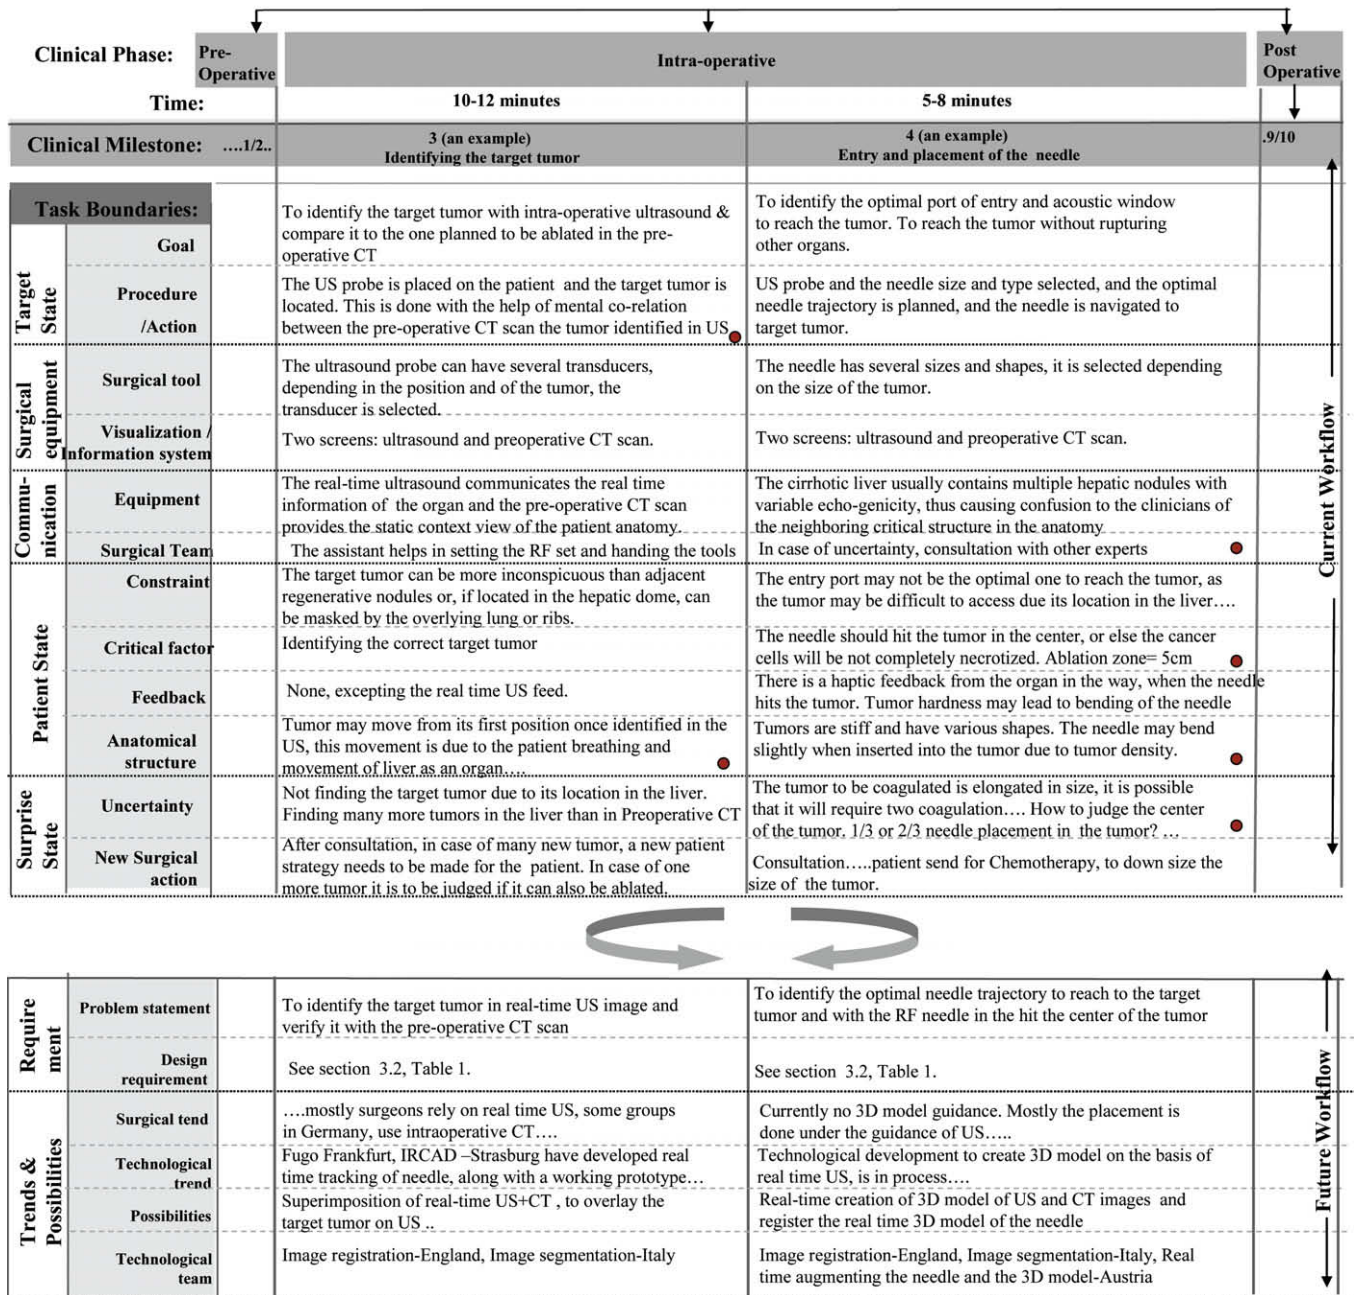 Clinical Phase:
Pre-
Operative
Intra-operative
Post
Operative
Time:
10-12 minutes
5-8 minutes
Clinical Milestone:
....1/2..
3 (an example)
Identifying the target tumor
4 (an example)
Entry and placement of the needle
.9/10
Task Boundaries:
Target
State
Goal
To identify the target tumor with intra-operative ultrasound &
compare it to the one planned to be ablated in the pre-
operative CT
To identify the optimal port of entry and acoustic window
to reach the tumor. To reach the tumor without rupturing
other organs.
Procedure
/Action
The US probe is placed on the patient and the target tumor is
located. This is done with the help of mental co-relation
between the pre-operative CT scan the tumor identified in US
US probe and the needle size and type selected, and the optimal
needle trajectory is planned, and the needle is navigated to
target tumor.
Surgical
equipment
Surgical tool
The ultrasound probe can have several transducers,
depending in the position and of the tumor, the
transducer is selected.
The needle has several sizes and shapes, it is selected depending
on the size of the tumor.
Visualization /
Information system
Two screens: ultrasound and preoperative CT scan.
Two screens: ultrasound and preoperative CT scan.
Commu-
nication
Equipment
The real-time ultrasound communicates the real time
information of the organ and the pre-operative CT scan
provides the static context view of the patient anatomy.
The cirrhotic liver usually contains multiple hepatic nodules with
variable echo-genicity, thus causing confusion to the clinicians of
the neighboring critical structure in the anatomy
Surgical Team
The assistant helps in setting the RF set and handing the tools
In case of uncertainty, consultation with other experts
Patient State
Constraint
The target tumor can be more inconspicuous than adjacent
regenerative nodules or, if located in the hepatic dome, can
be masked by the overlying lung or ribs.
The entry port may not be the optimal one to reach the tumor, as
the tumor may be difficult to access due its location in the liver….
Critical factor
Identifying the correct target tumor
The needle should hit the tumor in the center, or else the cancer
cells will be not completely necrotized. Ablation zone= 5cm
Feedback
None, excepting the real time US feed.
There is a haptic feedback from the organ in the way, when the needle
hits the tumor. Tumor hardness may lead to bending of the needle
Anatomical
structure
Tumor may move from its first position once identified in the
US, this movement is due to the patient breathing and
movement of liver as an organ….
Tumors are stiff and have various shapes. The needle may bend
slightly when inserted into the tumor due to tumor density.
Surprise
State
Uncertainty
Not finding the target tumor due to its location in the liver.
Finding many more tumors in the liver than in Preoperative CT
The tumor to be coagulated is elongated in size, it is possible
that it will require two coagulation…. How to judge the center
of the tumor. 1/3 or 2/3 needle placement in the tumor? …
New Surgical
action
After consultation, in case of many new tumor, a new patient
strategy needs to be made for the patient. In case of one
more tumor it is to be judged if it can also be ablated.
Consultation…..patient send for Chemotherapy, to down size the
size of the tumor.
Current Workflow
Require
ment
Problem statement
To identify the target tumor in real-time US image and
verify it with the pre-operative CT scan
To identify the optimal needle trajectory to reach to the target
tumor and with the RF needle in the hit the center of the tumor
Design
requirement
See section 3.2, Table 1.
See section 3.2, Table 1.
Trends &
Possibilities
Surgical tend
….mostly surgeons rely on real time US, some groups
in Germany, use intraoperative CT….
Currently no 3D model guidance. Mostly the placement is
done under the guidance of US…..
Technological
trend
Fugo Frankfurt, IRCAD –Strasburg have developed real
time tracking of needle, along with a working prototype…
Technological development to create 3D model on the basis of
real time US, is in process….
Possibilities
Superimposition of real-time US+CT , to overlay the
target tumor on US ..
Real-time creation of 3D model of US and CT images and
register the real time 3D model of the needle
Technological
team
Image registration-England, Image segmentation-Italy
Image registration-England, Image segmentation-Italy, Real
time augmenting the needle and the 3D model-Austria
Future Workflow